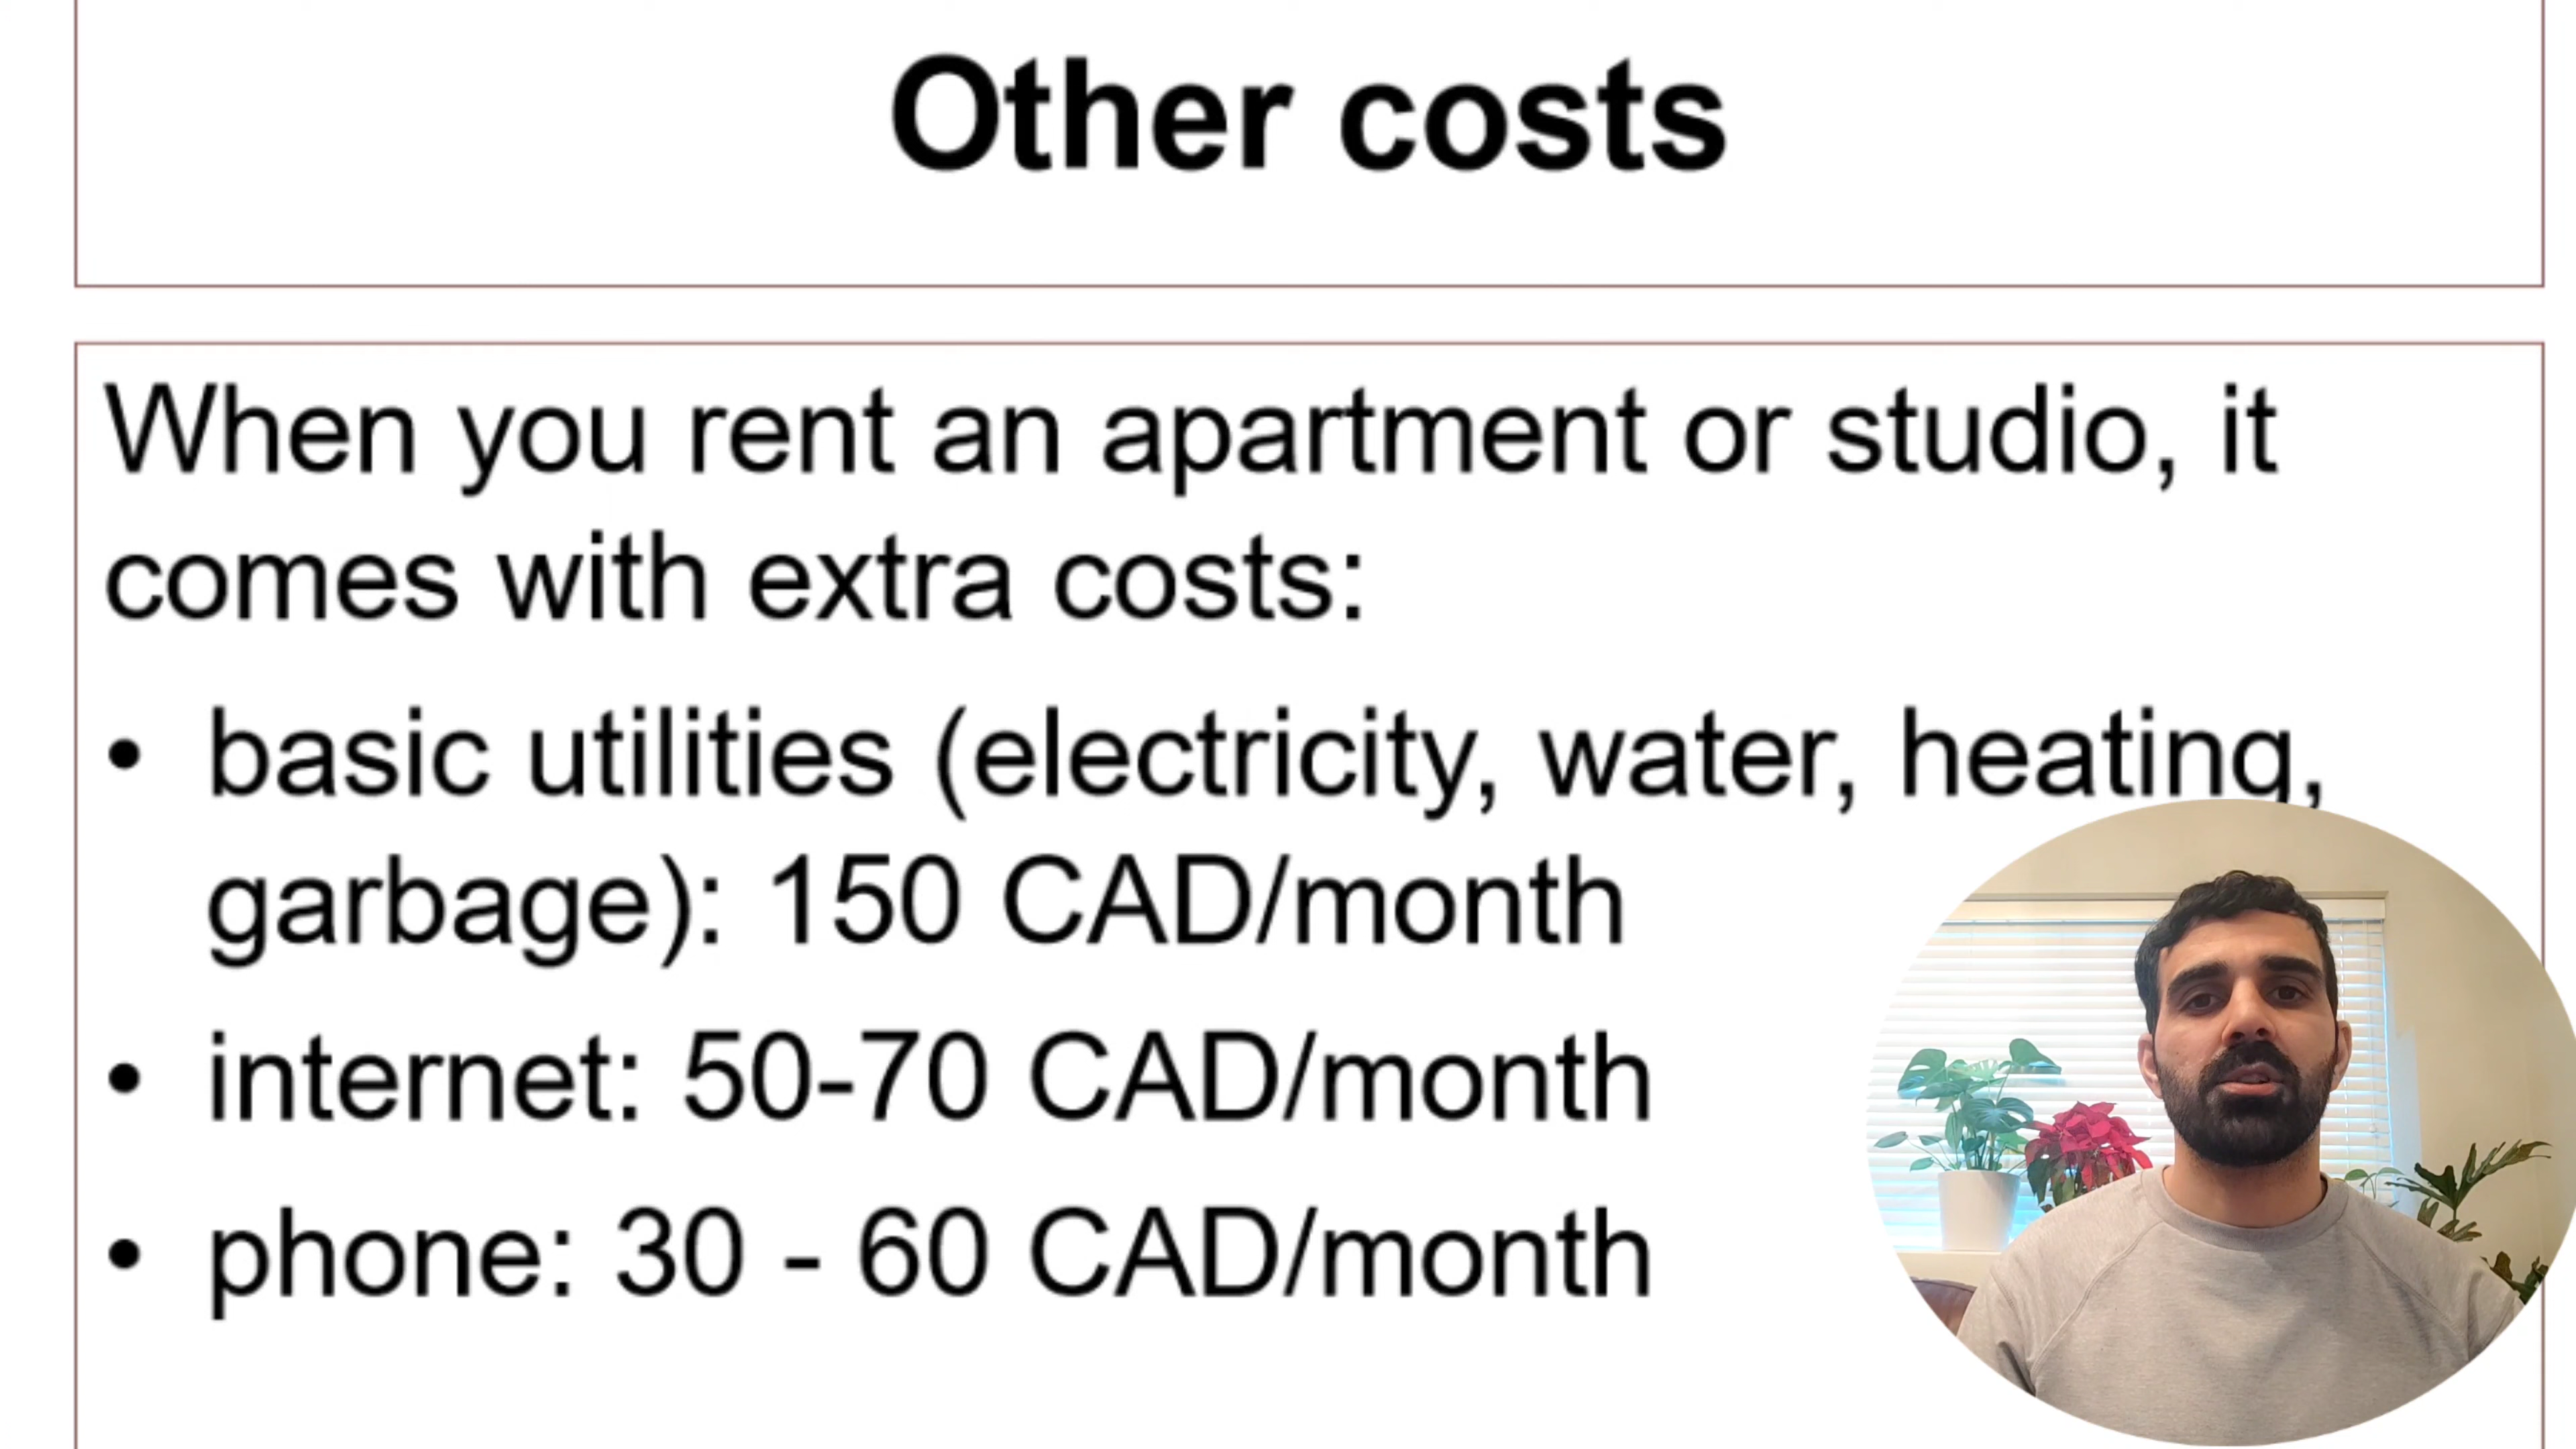 Other costs
When you rent an apartment or studio, it
comes with extra costs:
• basic utilities (electricity, water, heating,
garbage): 150 CAD/month
• internet: 50-70 CAD/month
• phone: 30 - 60 CAD/month